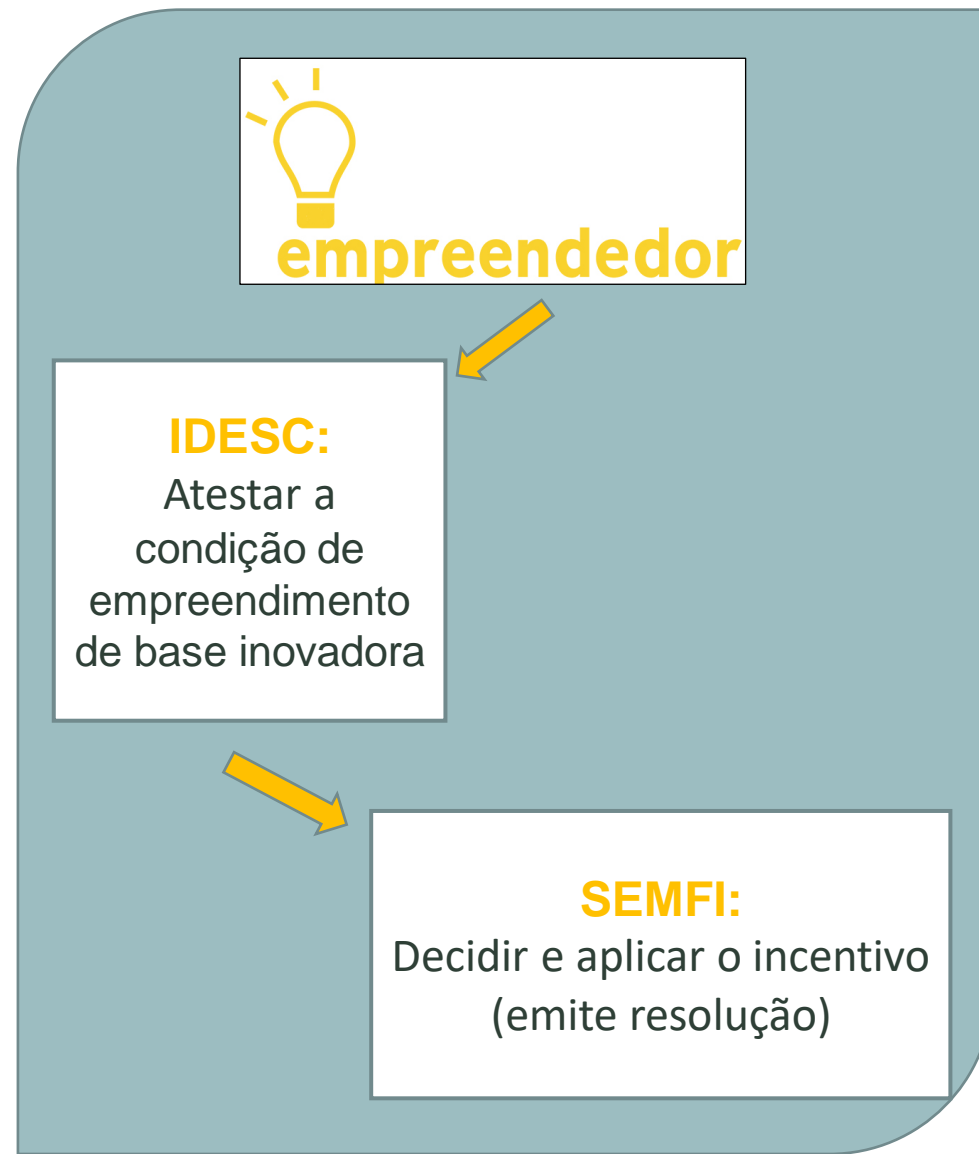 empreendedor
IDESC:
Atestar a
condição de
empreendimento
de base inovadora
SEMFI:
Decidir e aplicar o incentivo
(emite resolução)